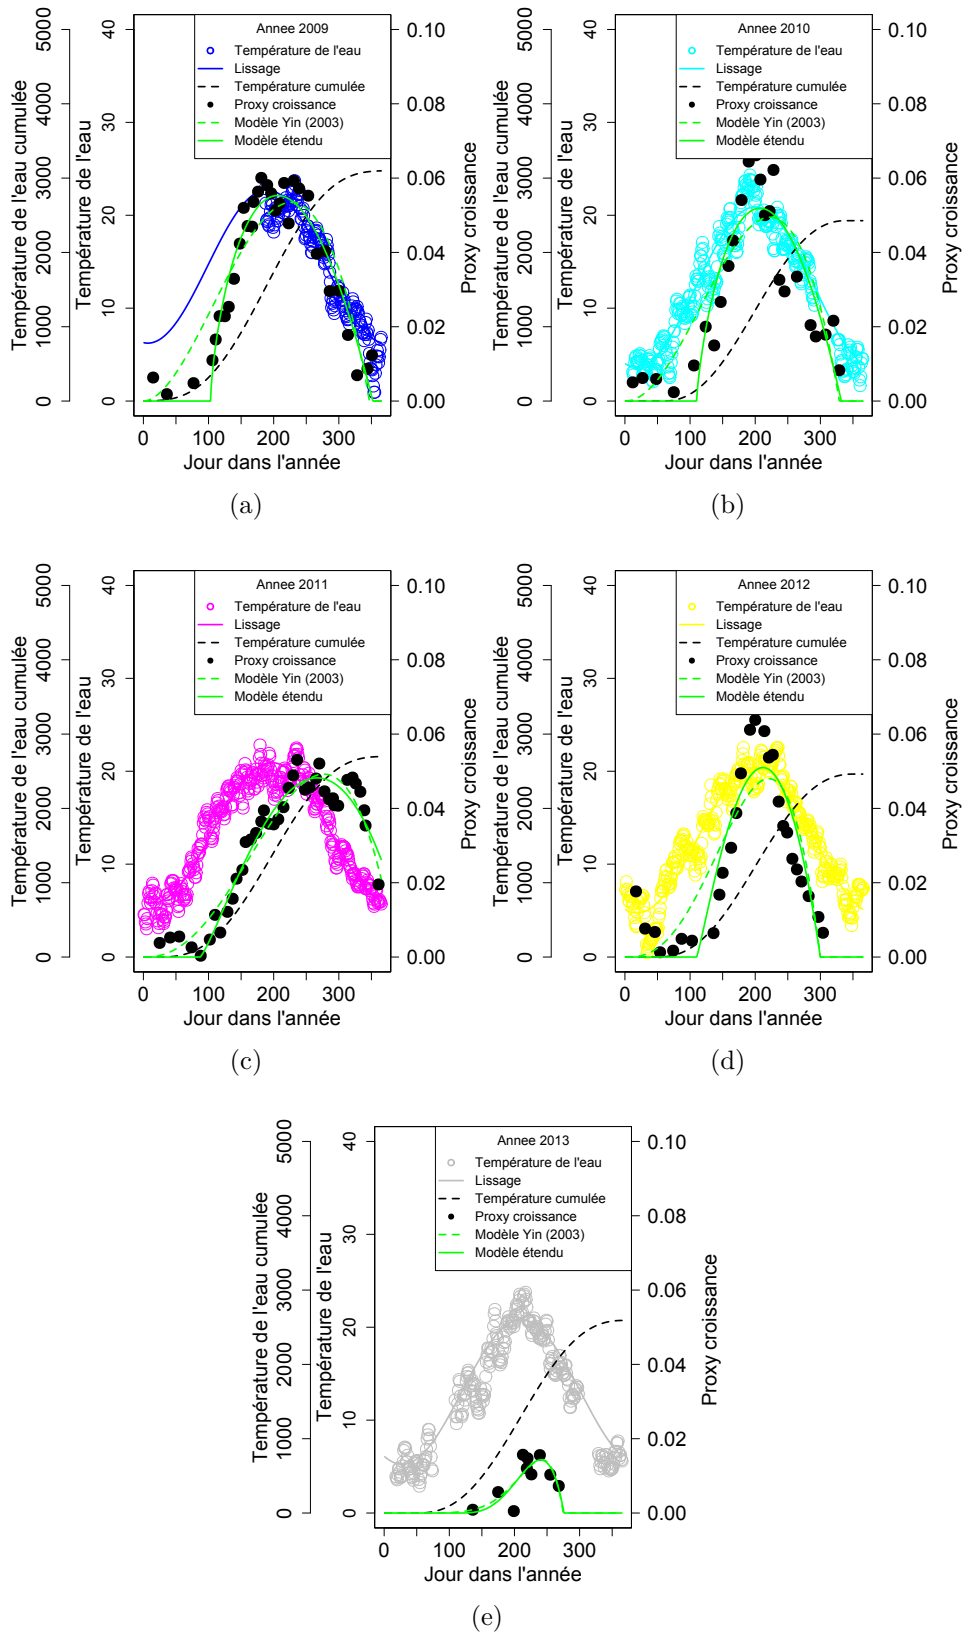 Annee 2009
Température de l'eau
Lissage
Température cumulée
Proxy croissance
Modèle Yin (2003)
Modèle étendu
Température de l'eau cumulée
0 1000 2000 3000 4000 5000
Température de l'eau
0 10 20 30 40
Proxy croissance
0.00 0.02 0.04 0.06 0.08 0.10
0 100 200 300
Jour dans l'année
(a)
Annee 2010
Température de l'eau
Lissage
Température cumulée
Proxy croissance
Modèle Yin (2003)
Modèle étendu
Température de l'eau cumulée
0 1000 2000 3000 4000 5000
Température de l'eau
0 10 20 30 40
Proxy croissance
0.00 0.02 0.04 0.06 0.08 0.10
0 100 200 300
Jour dans l'année
(b)
Annee 2011
Température de l'eau
Lissage
Température cumulée
Proxy croissance
Modèle Yin (2003)
Modèle étendu
Température de l'eau cumulée
0 1000 2000 3000 4000 5000
Température de l'eau
0 10 20 30 40
Proxy croissance
0.00 0.02 0.04 0.06 0.08 0.10
0 100 200 300
Jour dans l'année
(c)
Annee 2012
Température de l'eau
Lissage
Température cumulée
Proxy croissance
Modèle Yin (2003)
Modèle étendu
Température de l'eau cumulée
0 1000 2000 3000 4000 5000
Température de l'eau
0 10 20 30 40
Proxy croissance
0.00 0.02 0.04 0.06 0.08 0.10
0 100 200 300
Jour dans l'année
(d)
Annee 2013
Température de l'eau
Lissage
Température cumulée
Proxy croissance
Modèle Yin (2003)
Modèle étendu
Température de l'eau cumulée
0 1000 2000 3000 4000 5000
Température de l'eau
0 10 20 30 40
Proxy croissance
0.00 0.02 0.04 0.06 0.08 0.10
0 100 200 300
Jour dans l'année
(e)